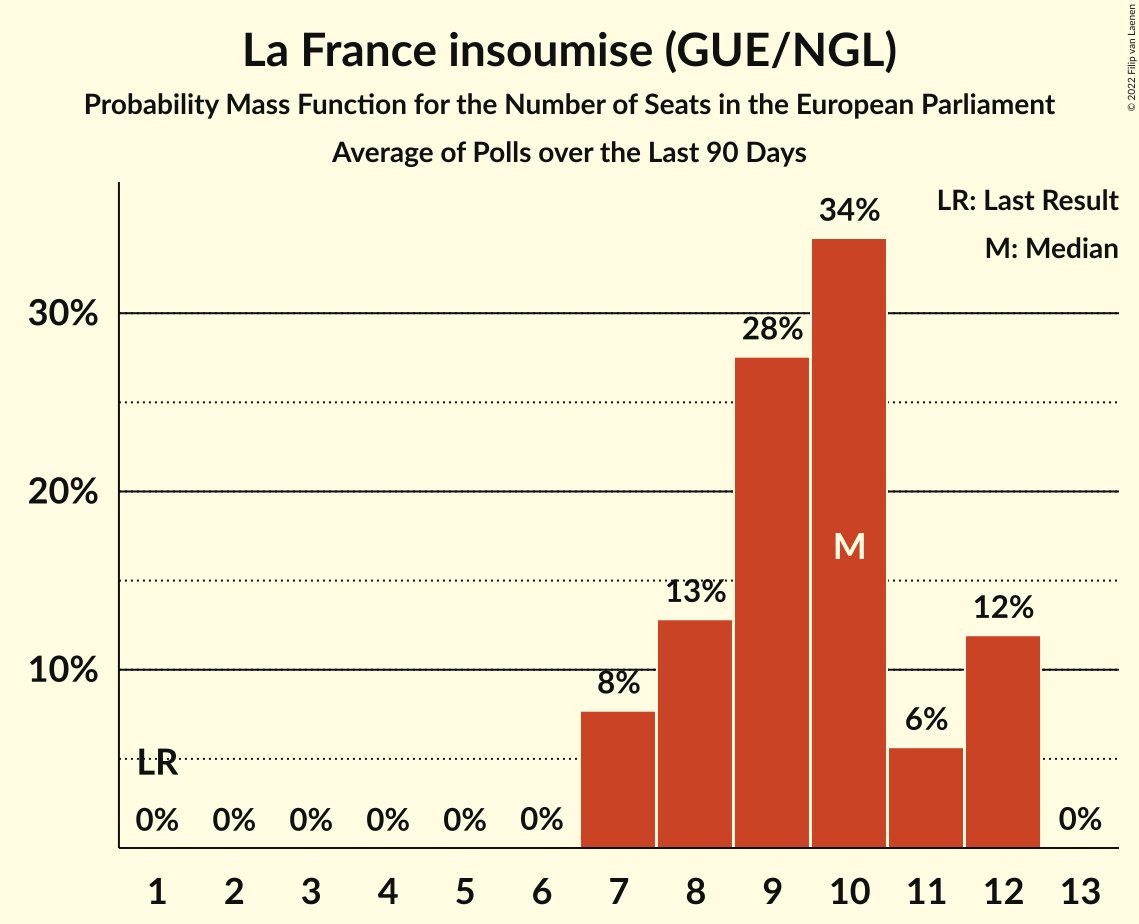 La France insoumise (GUE/NGL)
Probability Mass Function for the Number of Seats in the European Parliament
Average of Polls over the Last 90 Days
© 2022 Filip van Laenen
LR: Last Result
M: Median
34%
30%
28%
20%
M
13%
12%
10%
8%
6%
LR
0% 0% 0% 0% 0% 0% 0%
1 2 3 4 5 6 7 8 9 10 11 12 13